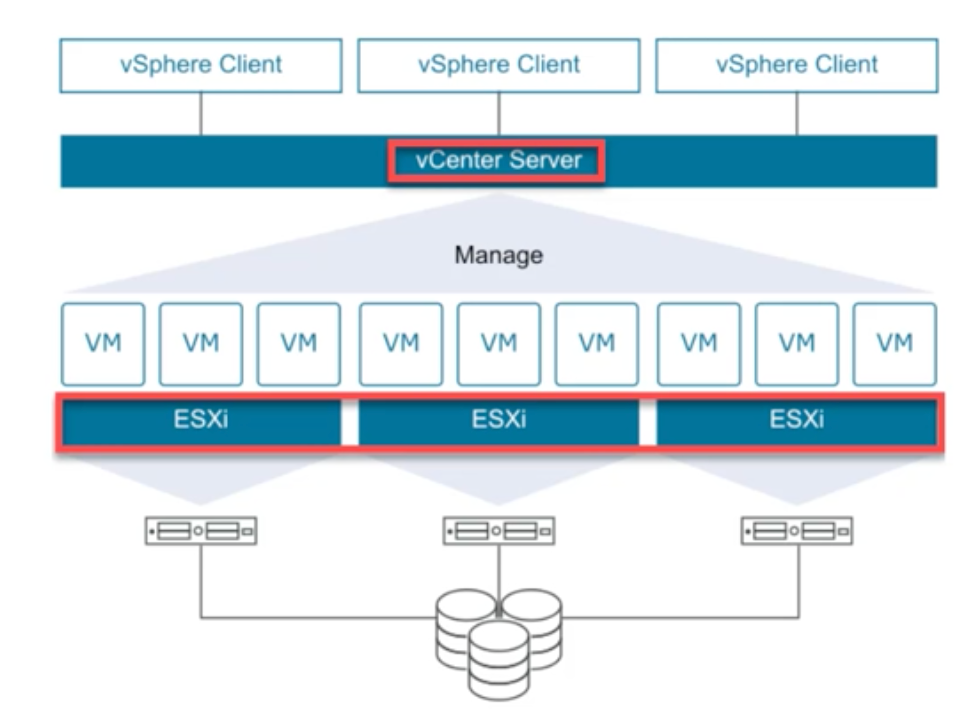 vSphere Client vSphere Client vSphere Client
vCenter Server
Manage
VM VM VM VM VM VM VM VM VM
ESXi ESXi ESXi